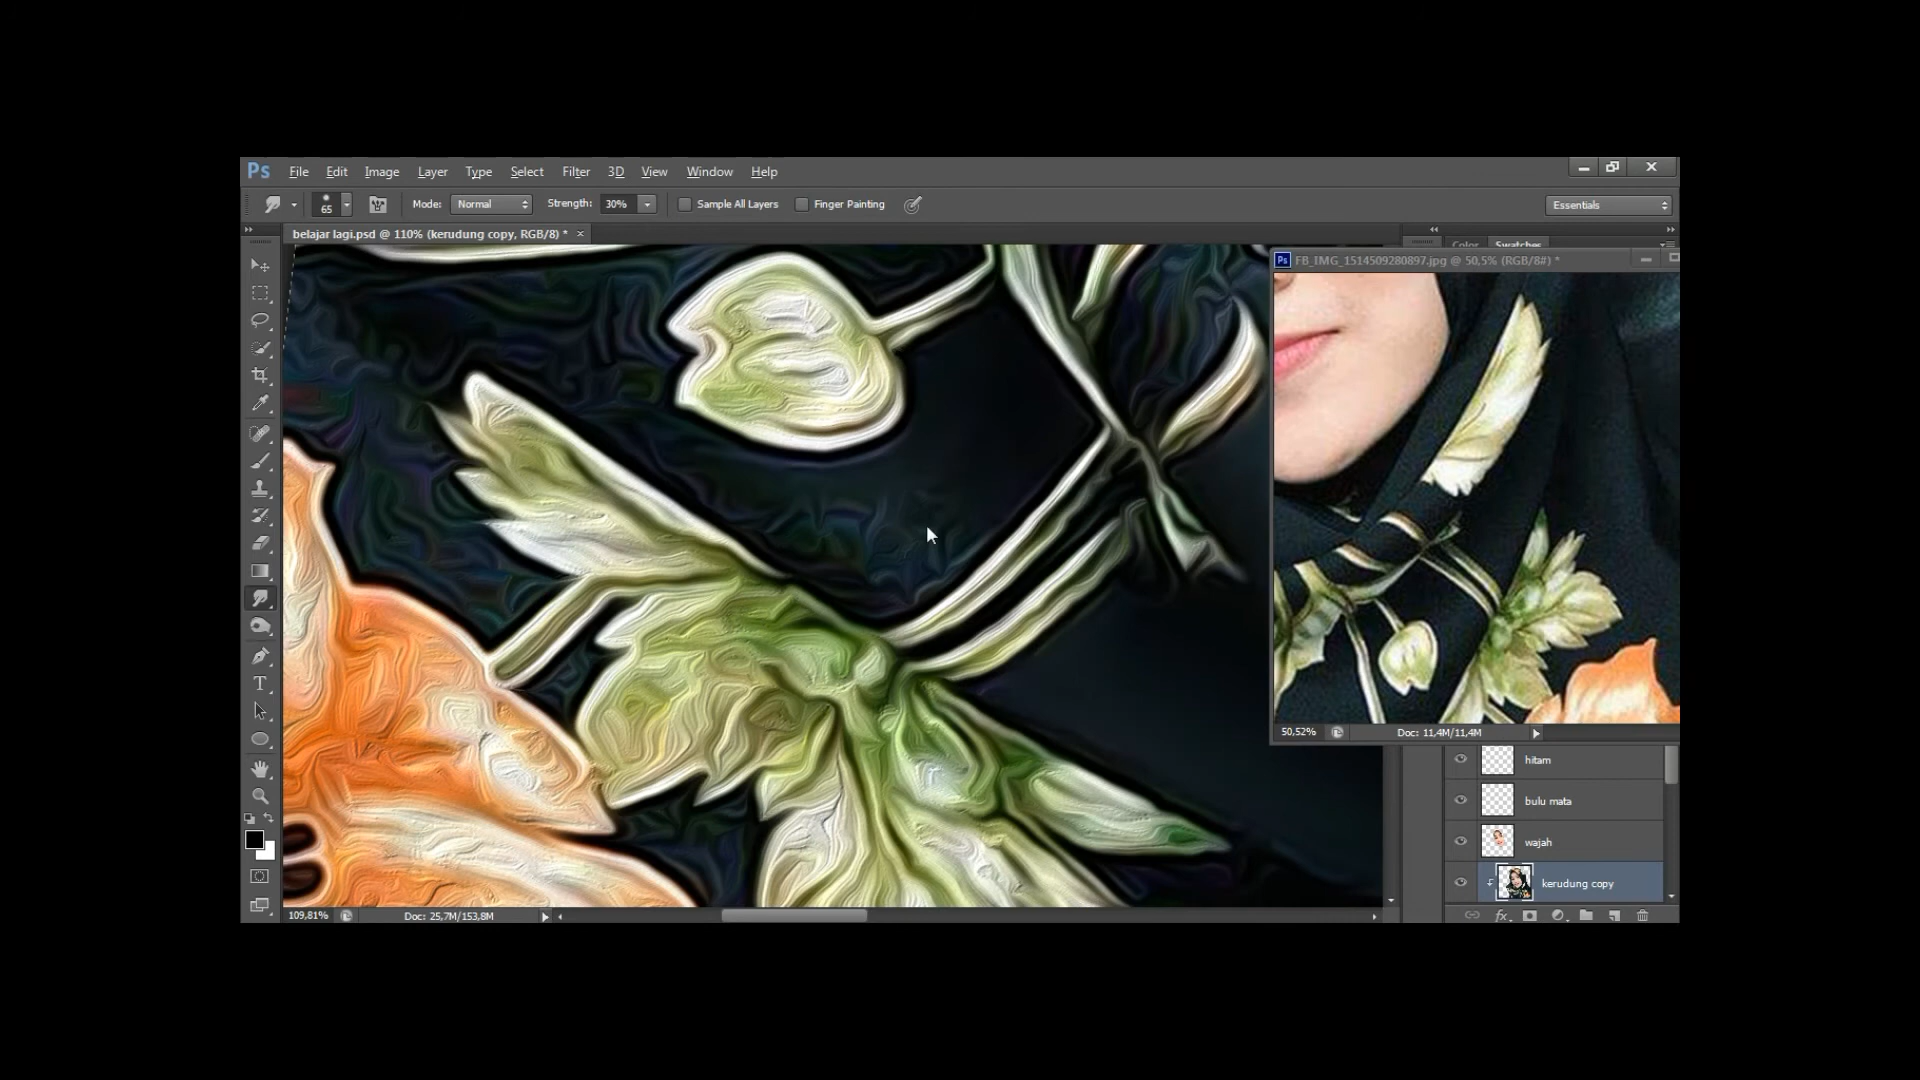 Ps File Edit Image Layer Type Select Filter 3D View Window Help
65 Mode: Normal Strength: 30% Sample All Layers Finger Painting Essentials
belajar lagi.psd @ 110% (kerudung copy, RGB/8) * ×
Color Swatches
Ps FB_IMG_1514509280897.jpg @ 50,5% (RGB/8#) *
50,52% Doc: 11,4M/11,4M
hitam
bulu mata
wajah
kerudung copy
fx
T
109,81% Doc: 25,7M/153,8M